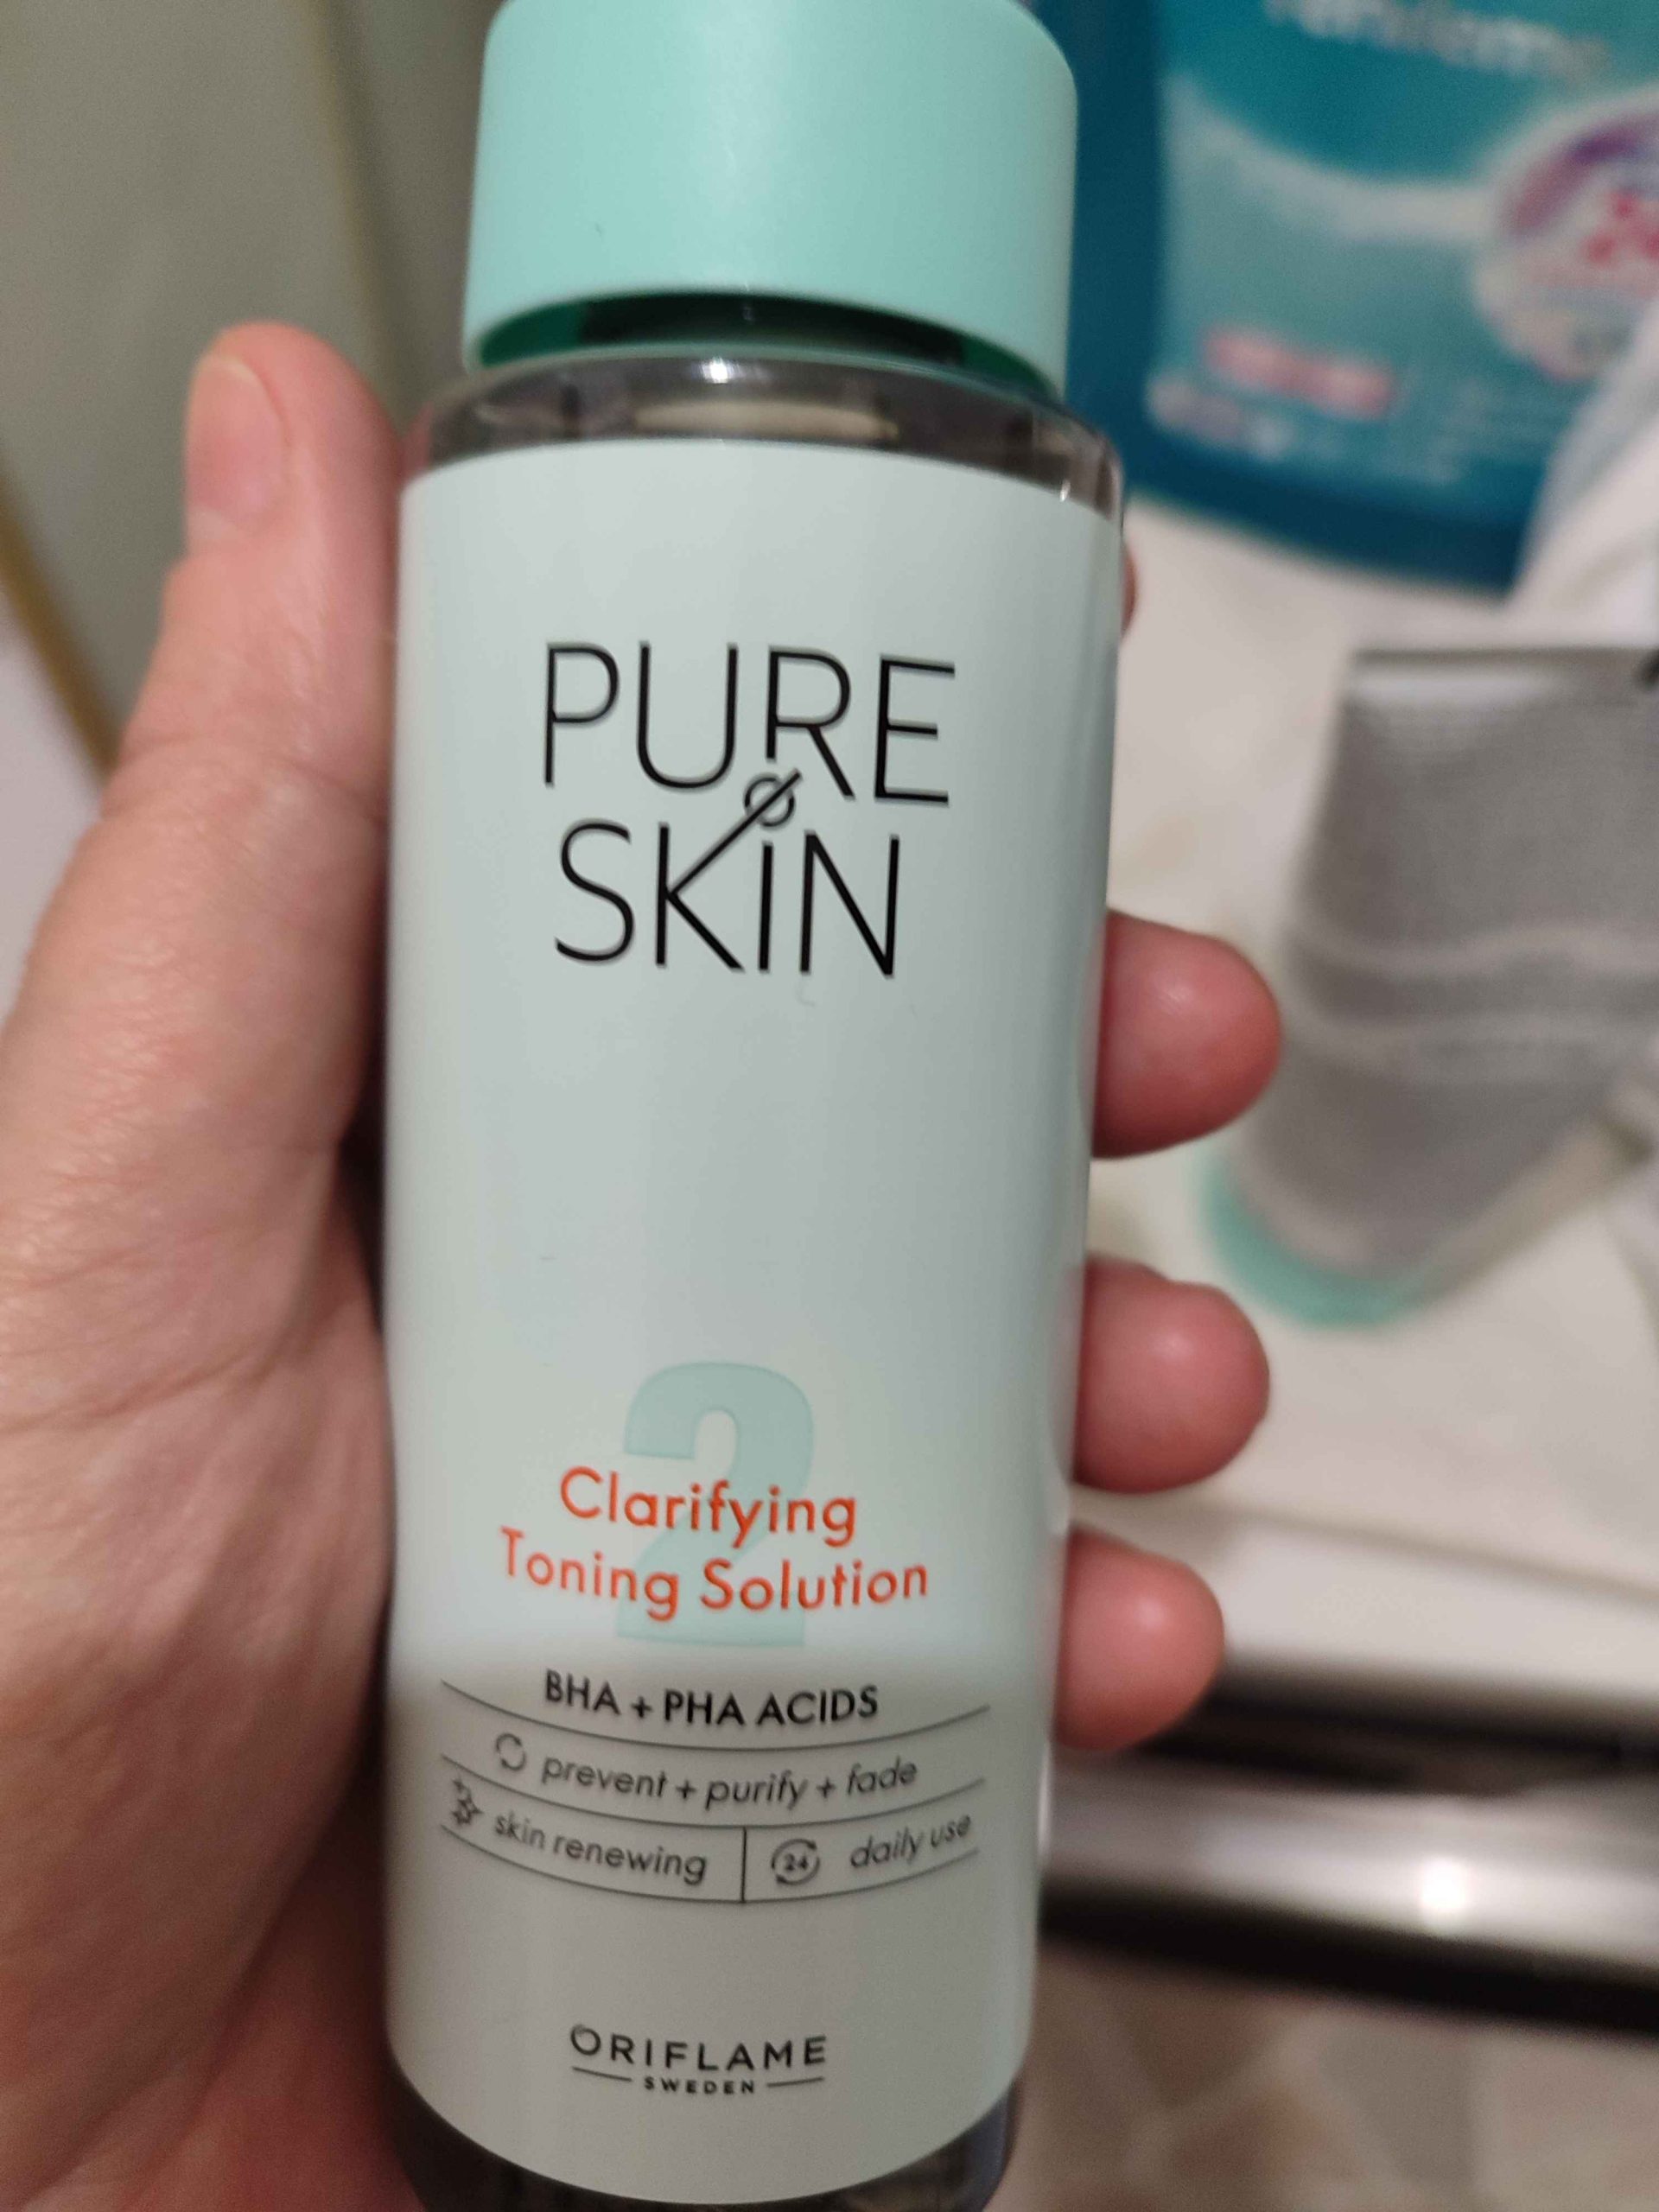 PURE
SKiN
2
Clarifying
Toning Solution
BHA + PHA ACIDS
prevent + purify + fade
skin renewing
24
daily use
ORIFLAME
SWEDEN